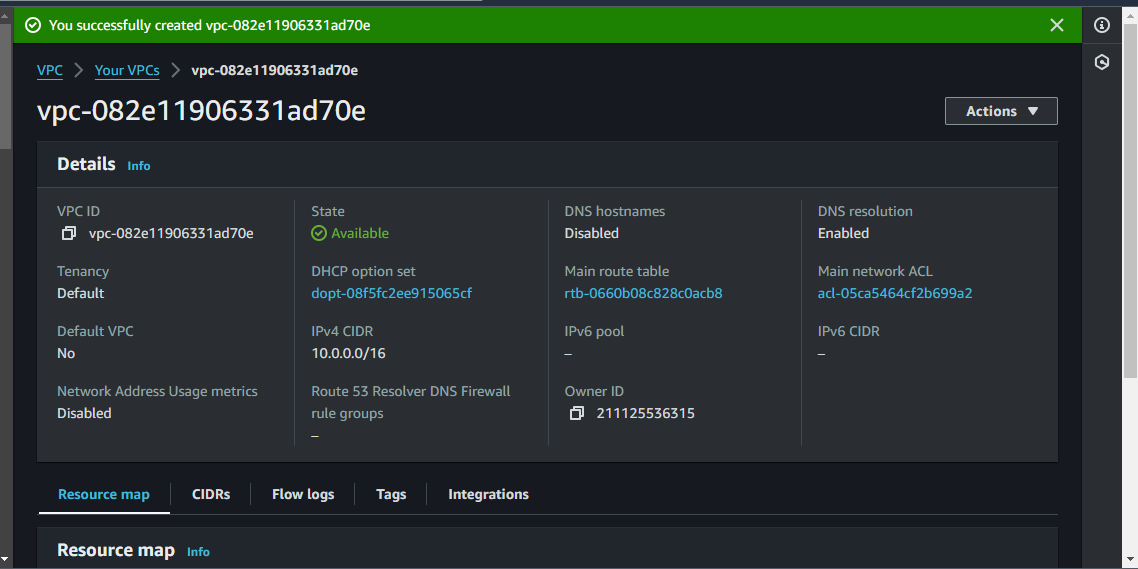 You successfully created vpc-082e11906331ad70e
VPC > Your VPCs > vpc-082e11906331ad70e
vpc-082e11906331ad70e
Actions
Details Info
VPC ID
vpc-082e11906331ad70e
State
Available
DNS hostnames
Disabled
DNS resolution
Enabled
Tenancy
Default
DHCP option set
dopt-08f5fc2ee915065cf
Main route table
rtb-0660b08c828c0acb8
Main network ACL
acl-05ca5464cf2b699a2
Default VPC
No
IPv4 CIDR
10.0.0.0/16
IPv6 pool
–
IPv6 CIDR
–
Network Address Usage metrics
Disabled
Route 53 Resolver DNS Firewall
rule groups
–
Owner ID
211125536315
Resource map CIDRs Flow logs Tags Integrations
Resource map Info